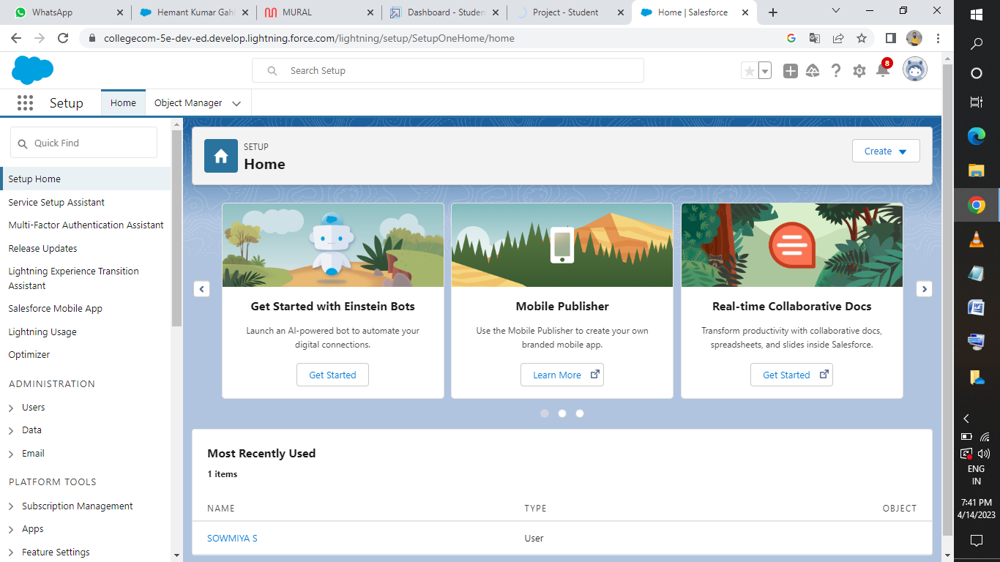 WhatsApp
Hemant Kumar Gahl
MURAL
Dashboard - Studen
Project - Student
Home | Salesforce
collegecom-5e-dev-ed.develop.lightning.force.com/lightning/setup/SetupOneHome/home
Search Setup
8
Setup
Home
Object Manager
Quick Find
Setup Home
Service Setup Assistant
Multi-Factor Authentication Assistant
Release Updates
Lightning Experience Transition
Assistant
Salesforce Mobile App
Lightning Usage
Optimizer
ADMINISTRATION
Users
Data
Email
PLATFORM TOOLS
Subscription Management
Apps
Feature Settings
SETUP
Home
Create
Get Started with Einstein Bots
Launch an AI-powered bot to automate your
digital connections.
Get Started
Mobile Publisher
Use the Mobile Publisher to create your own
branded mobile app.
Learn More
Real-time Collaborative Docs
Transform productivity with collaborative docs,
spreadsheets, and slides inside Salesforce.
Get Started
Most Recently Used
1 items
NAME TYPE OBJECT
SOWMIYA S User
ENG
IN
7:41 PM
4/14/2023